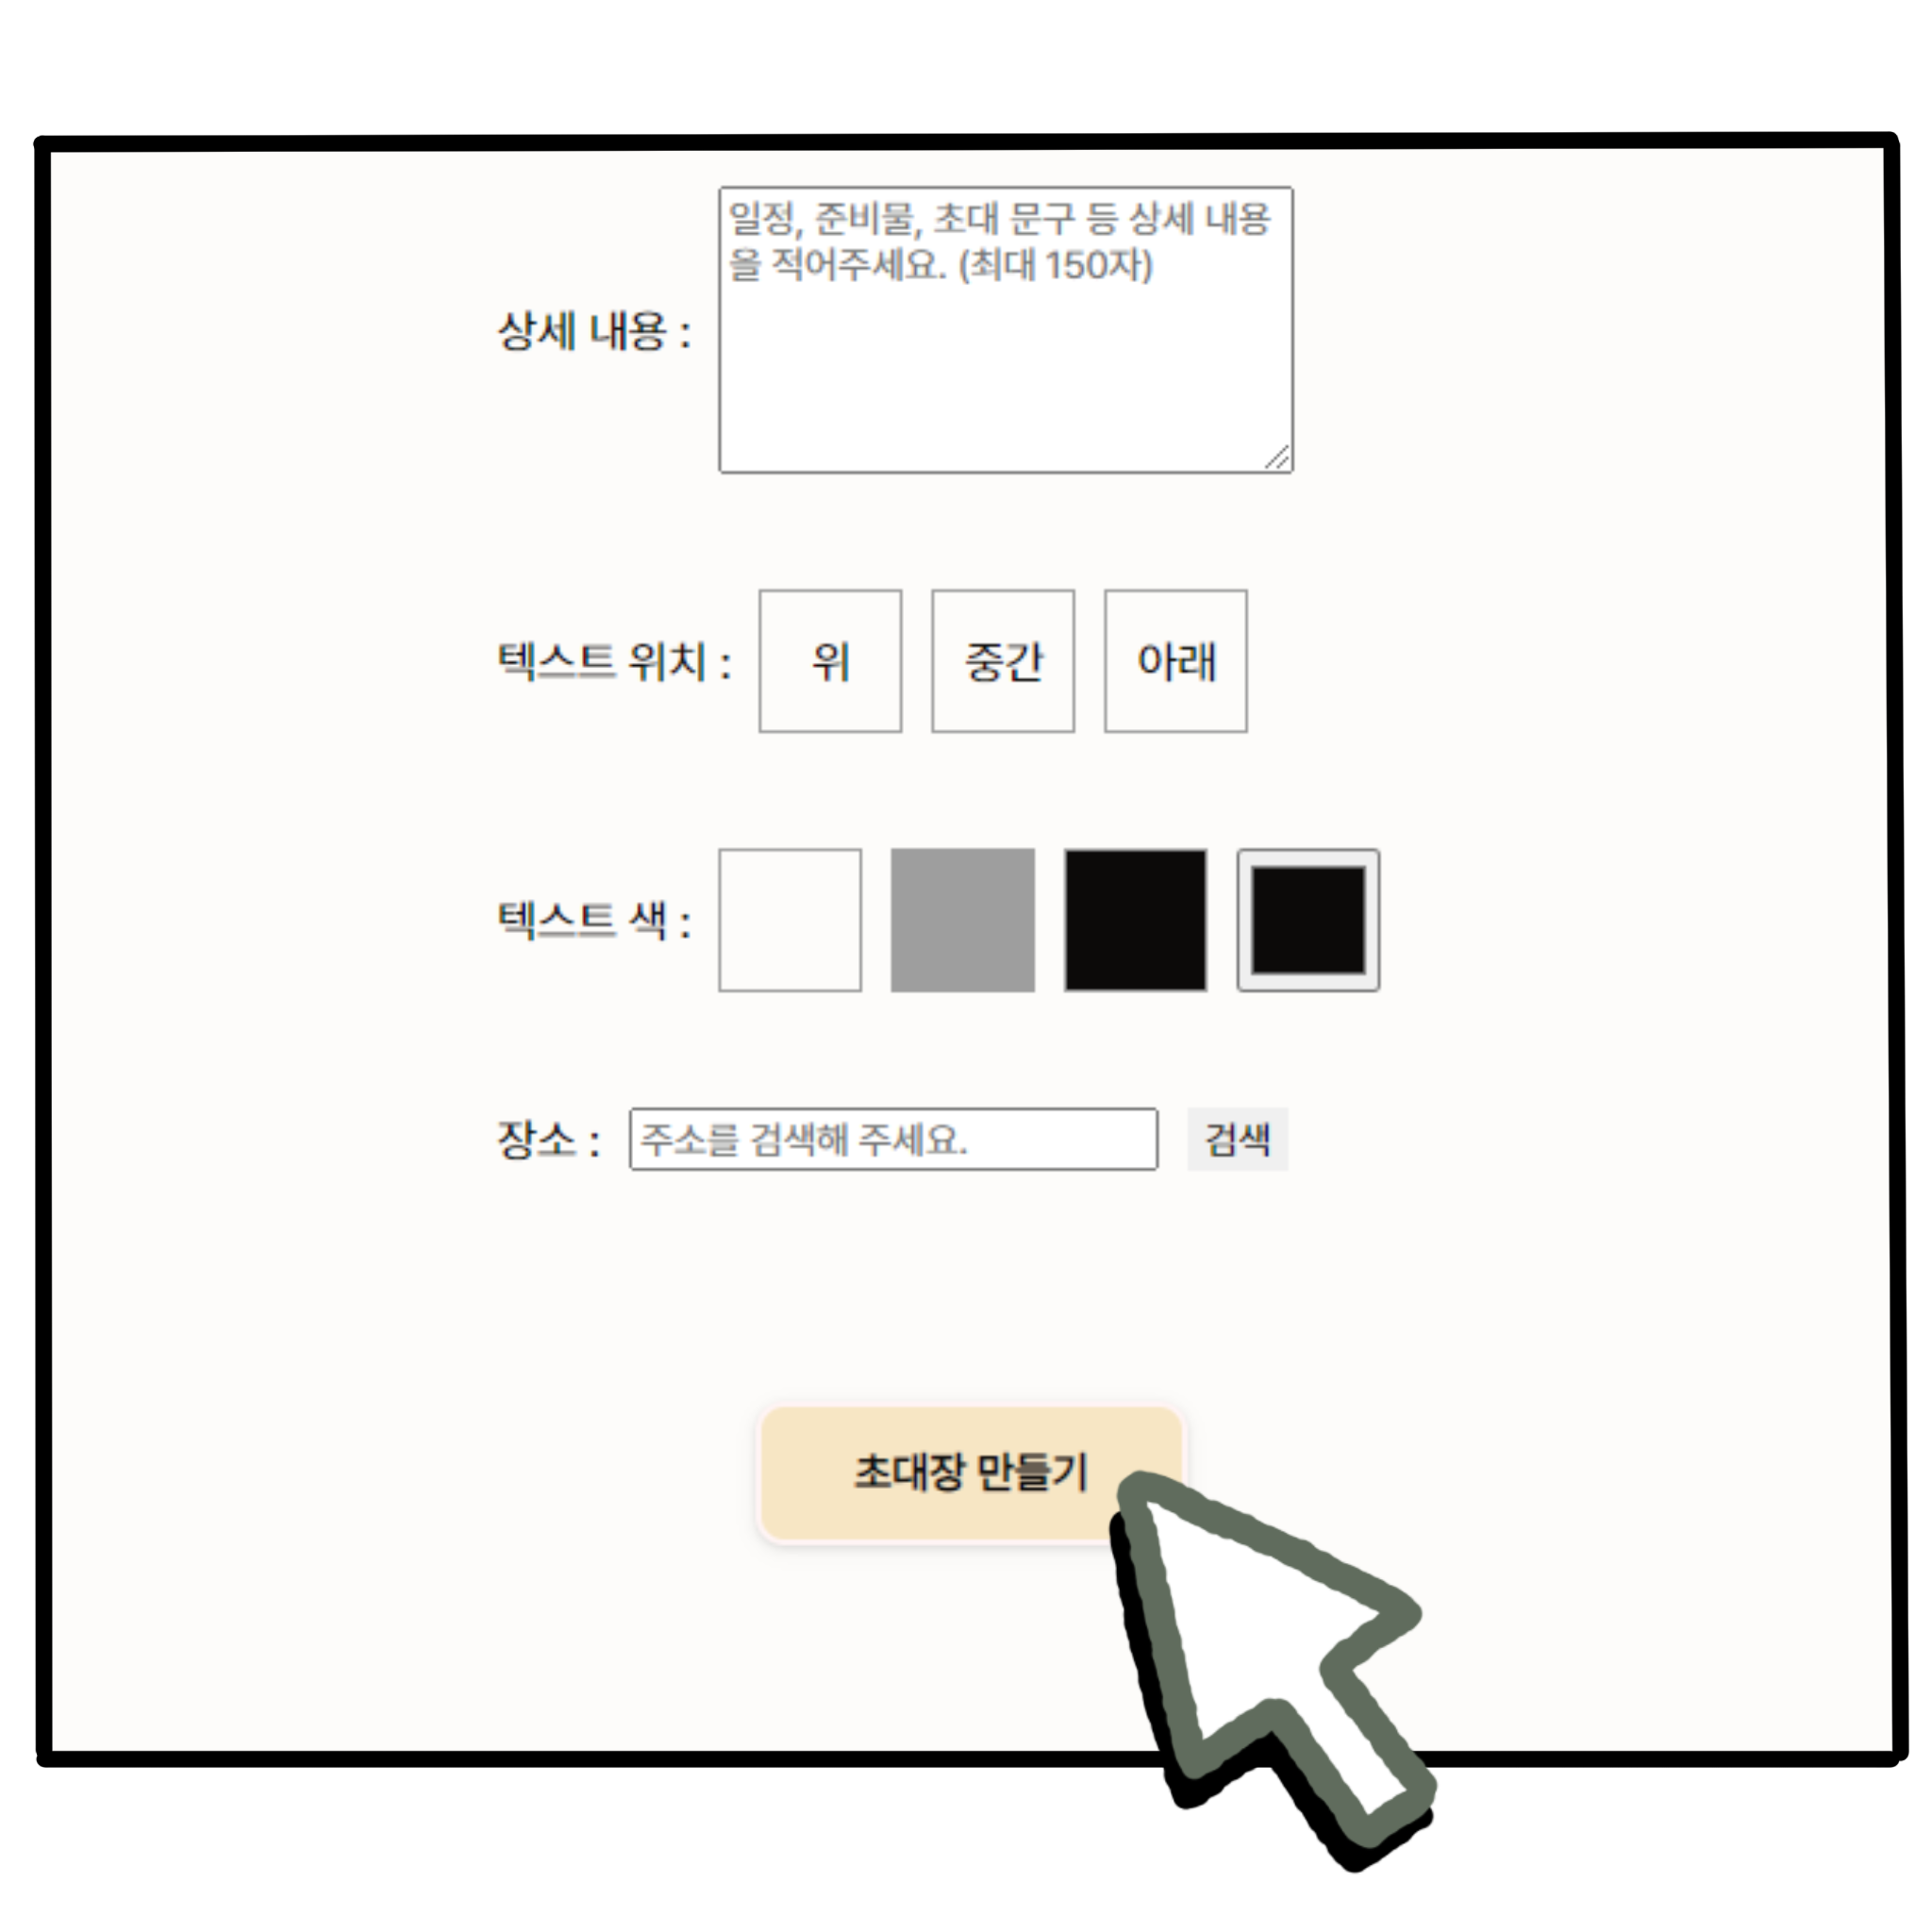 일정, 준비물, 초대 문구 등 상세 내용
을 적어주세요. (최대 150자)
상세 내용 :
텍스트 위치 : 위 중간 아래
텍스트 색 :
장소 : 주소를 검색해 주세요. 검색
초대장 만들기